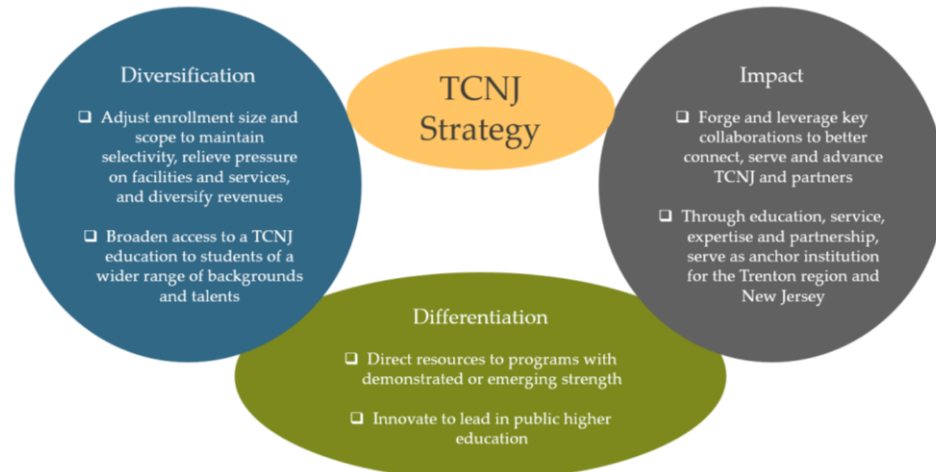 TCNJ
Strategy
Diversification
❑ Adjust enrollment size and
scope to maintain
selectivity, relieve pressure
on facilities and services,
and diversify revenues
❑ Broaden access to a TCNJ
education to students of a
wider range of backgrounds
and talents
Impact
❑ Forge and leverage key
collaborations to better
connect, serve and advance
TCNJ and partners
❑ Through education, service,
expertise and partnership,
serve as anchor institution
for the Trenton region and
New Jersey
Differentiation
❑ Direct resources to programs with
demonstrated or emerging strength
❑ Innovate to lead in public higher
education